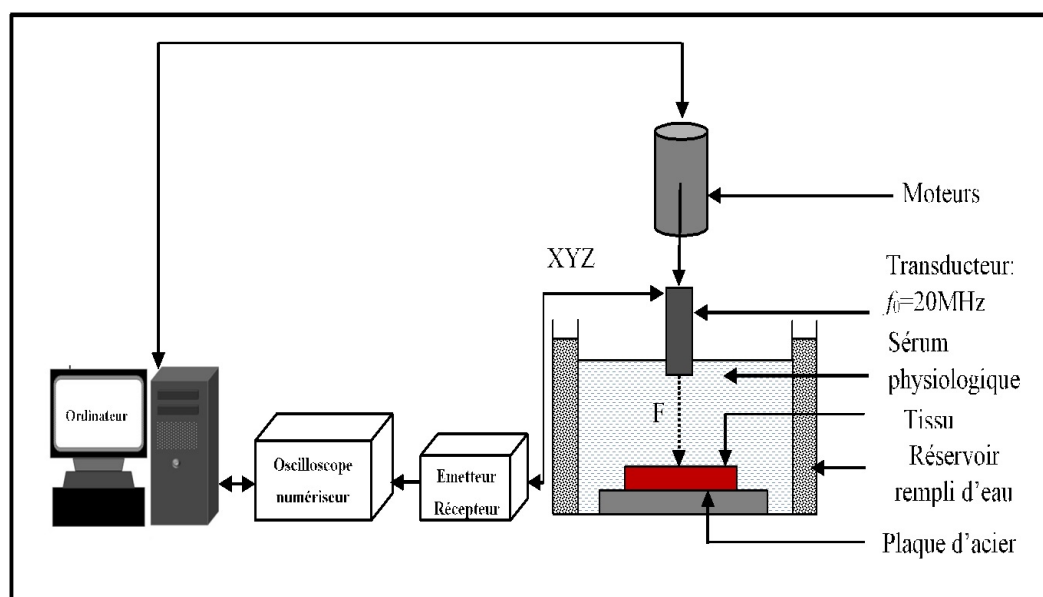 Moteurs
XYZ
Transducteur:
f0=20MHz
Sérum
physiologique
F
Tissu
Réservoir
rempli d'eau
Plaque d'acier
Ordinateur
Oscilloscope
numériseur
Emetteur
Récepteur